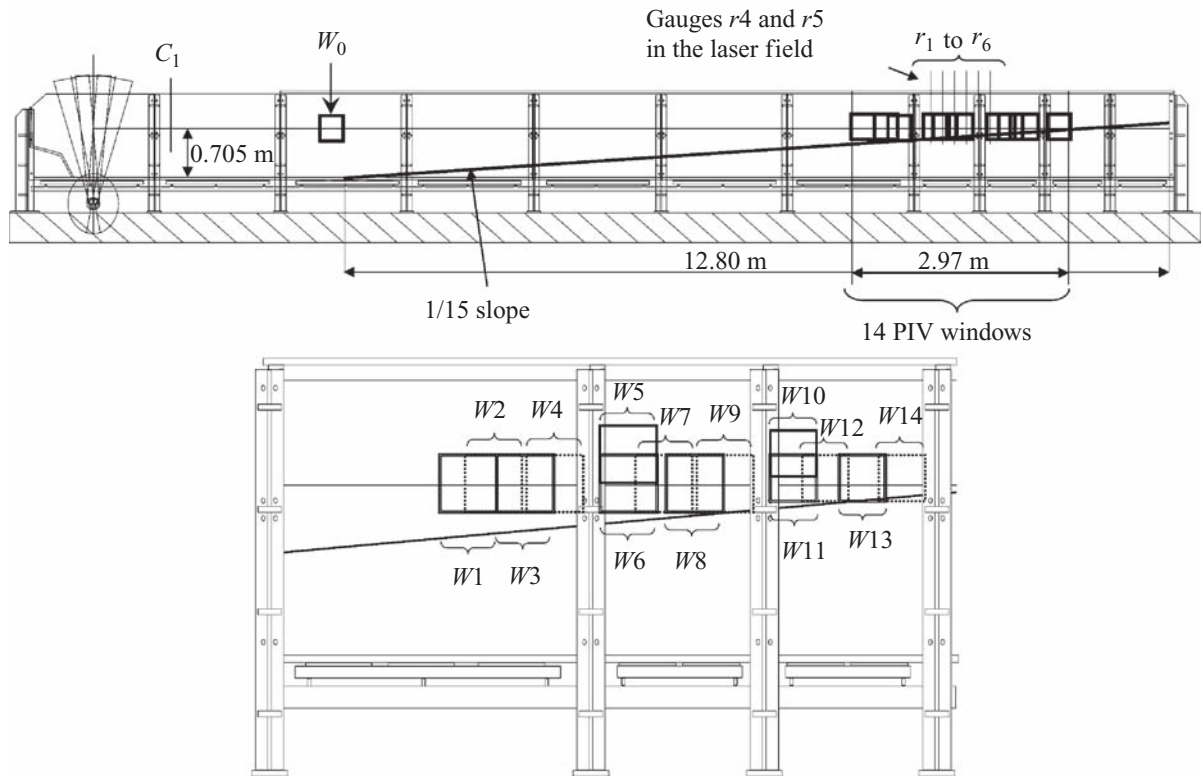 Gauges r4 and r5
in the laser field
r1 to r6
C1
W0
0.705 m
12.80 m
2.97 m
1/15 slope
14 PIV windows
W5
W10
W2
W4
W7
W9
W12
W14
W1
W3
W6
W8
W11
W13